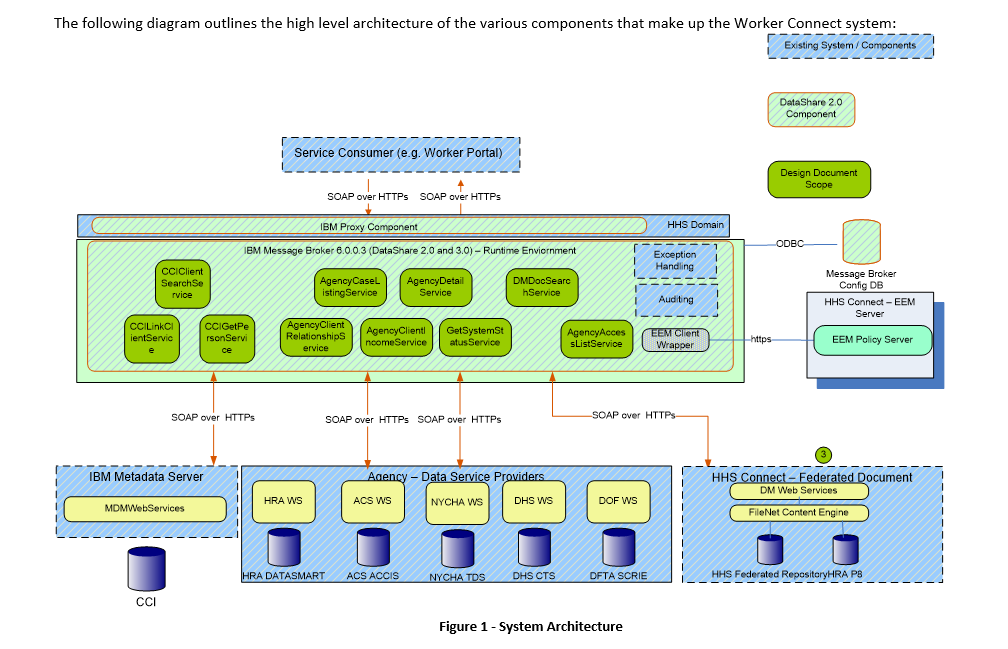 The following diagram outlines the high level architecture of the various components that make up the Worker Connect system:
Existing System / Components
DataShare 2.0
Component
Design Document
Scope
Service Consumer (e.g. Worker Portal)
SOAP over HTTPs
SOAP over HTTPs
IBM Proxy Component
HHS Domain
IBM Message Broker 6.0.0.3 (DataShare 2.0 and 3.0) – Runtime Enviornment
Exception
Handling
Auditing
CCIClient
SearchSe
rvice
AgencyCaseL
istingService
AgencyDetail
Service
DMDocSearc
hService
CCILinkCl
ientServic
e
CCIGetPe
rsonServi
ce
AgencyClient
RelationshipS
ervice
AgencyClientI
ncomeService
GetSystemSt
atusService
AgencyAcces
sListService
EEM Client
Wrapper
ODBC
Message Broker
Config DB
https
HHS Connect – EEM
Server
EEM Policy Server
SOAP over HTTPs
SOAP over HTTPs
SOAP over HTTPs
SOAP over HTTPs
3
IBM Metadata Server
MDMWebServices
CCI
Agency – Data Service Providers
HRA WS
ACS WS
NYCHA WS
DHS WS
DOF WS
HRA DATASMART
ACS ACCIS
NYCHA TDS
DHS CTS
DFTA SCRIE
HHS Connect – Federated Document
DM Web Services
FileNet Content Engine
HHS Federated Repository
HRA P8
Figure 1 - System Architecture